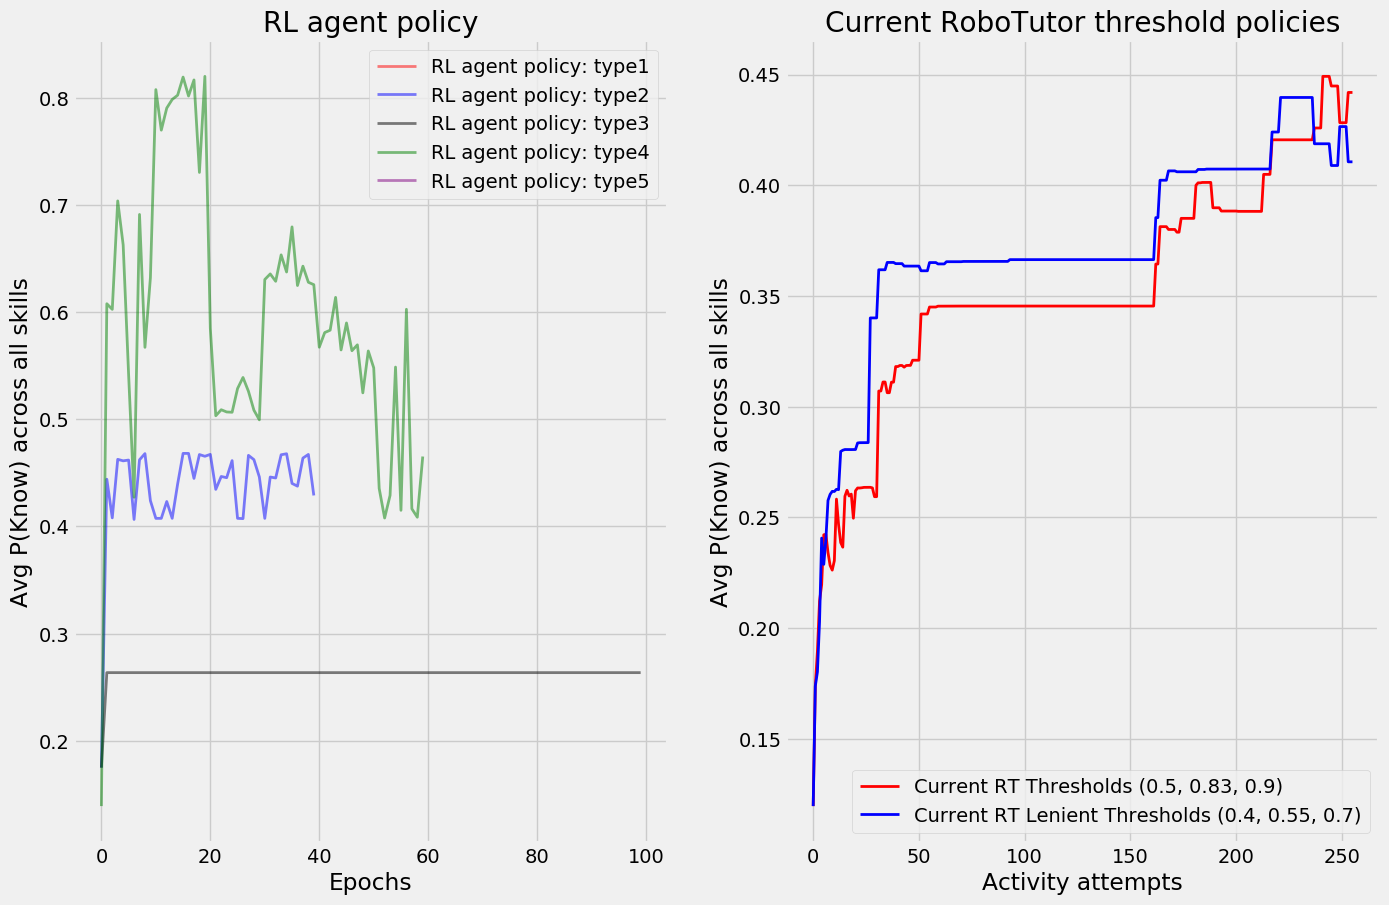 RL agent policy
RL agent policy: type1
RL agent policy: type2
RL agent policy: type3
RL agent policy: type4
RL agent policy: type5
Avg P(Know) across all skills
0.8
0.7
0.6
0.5
0.4
0.3
0.2
0 20 40 60 80 100
Epochs
Current RoboTutor threshold policies
Avg P(Know) across all skills
0.45
0.40
0.35
0.30
0.25
0.20
0.15
Current RT Thresholds (0.5, 0.83, 0.9)
Current RT Lenient Thresholds (0.4, 0.55, 0.7)
0 50 100 150 200 250
Activity attempts